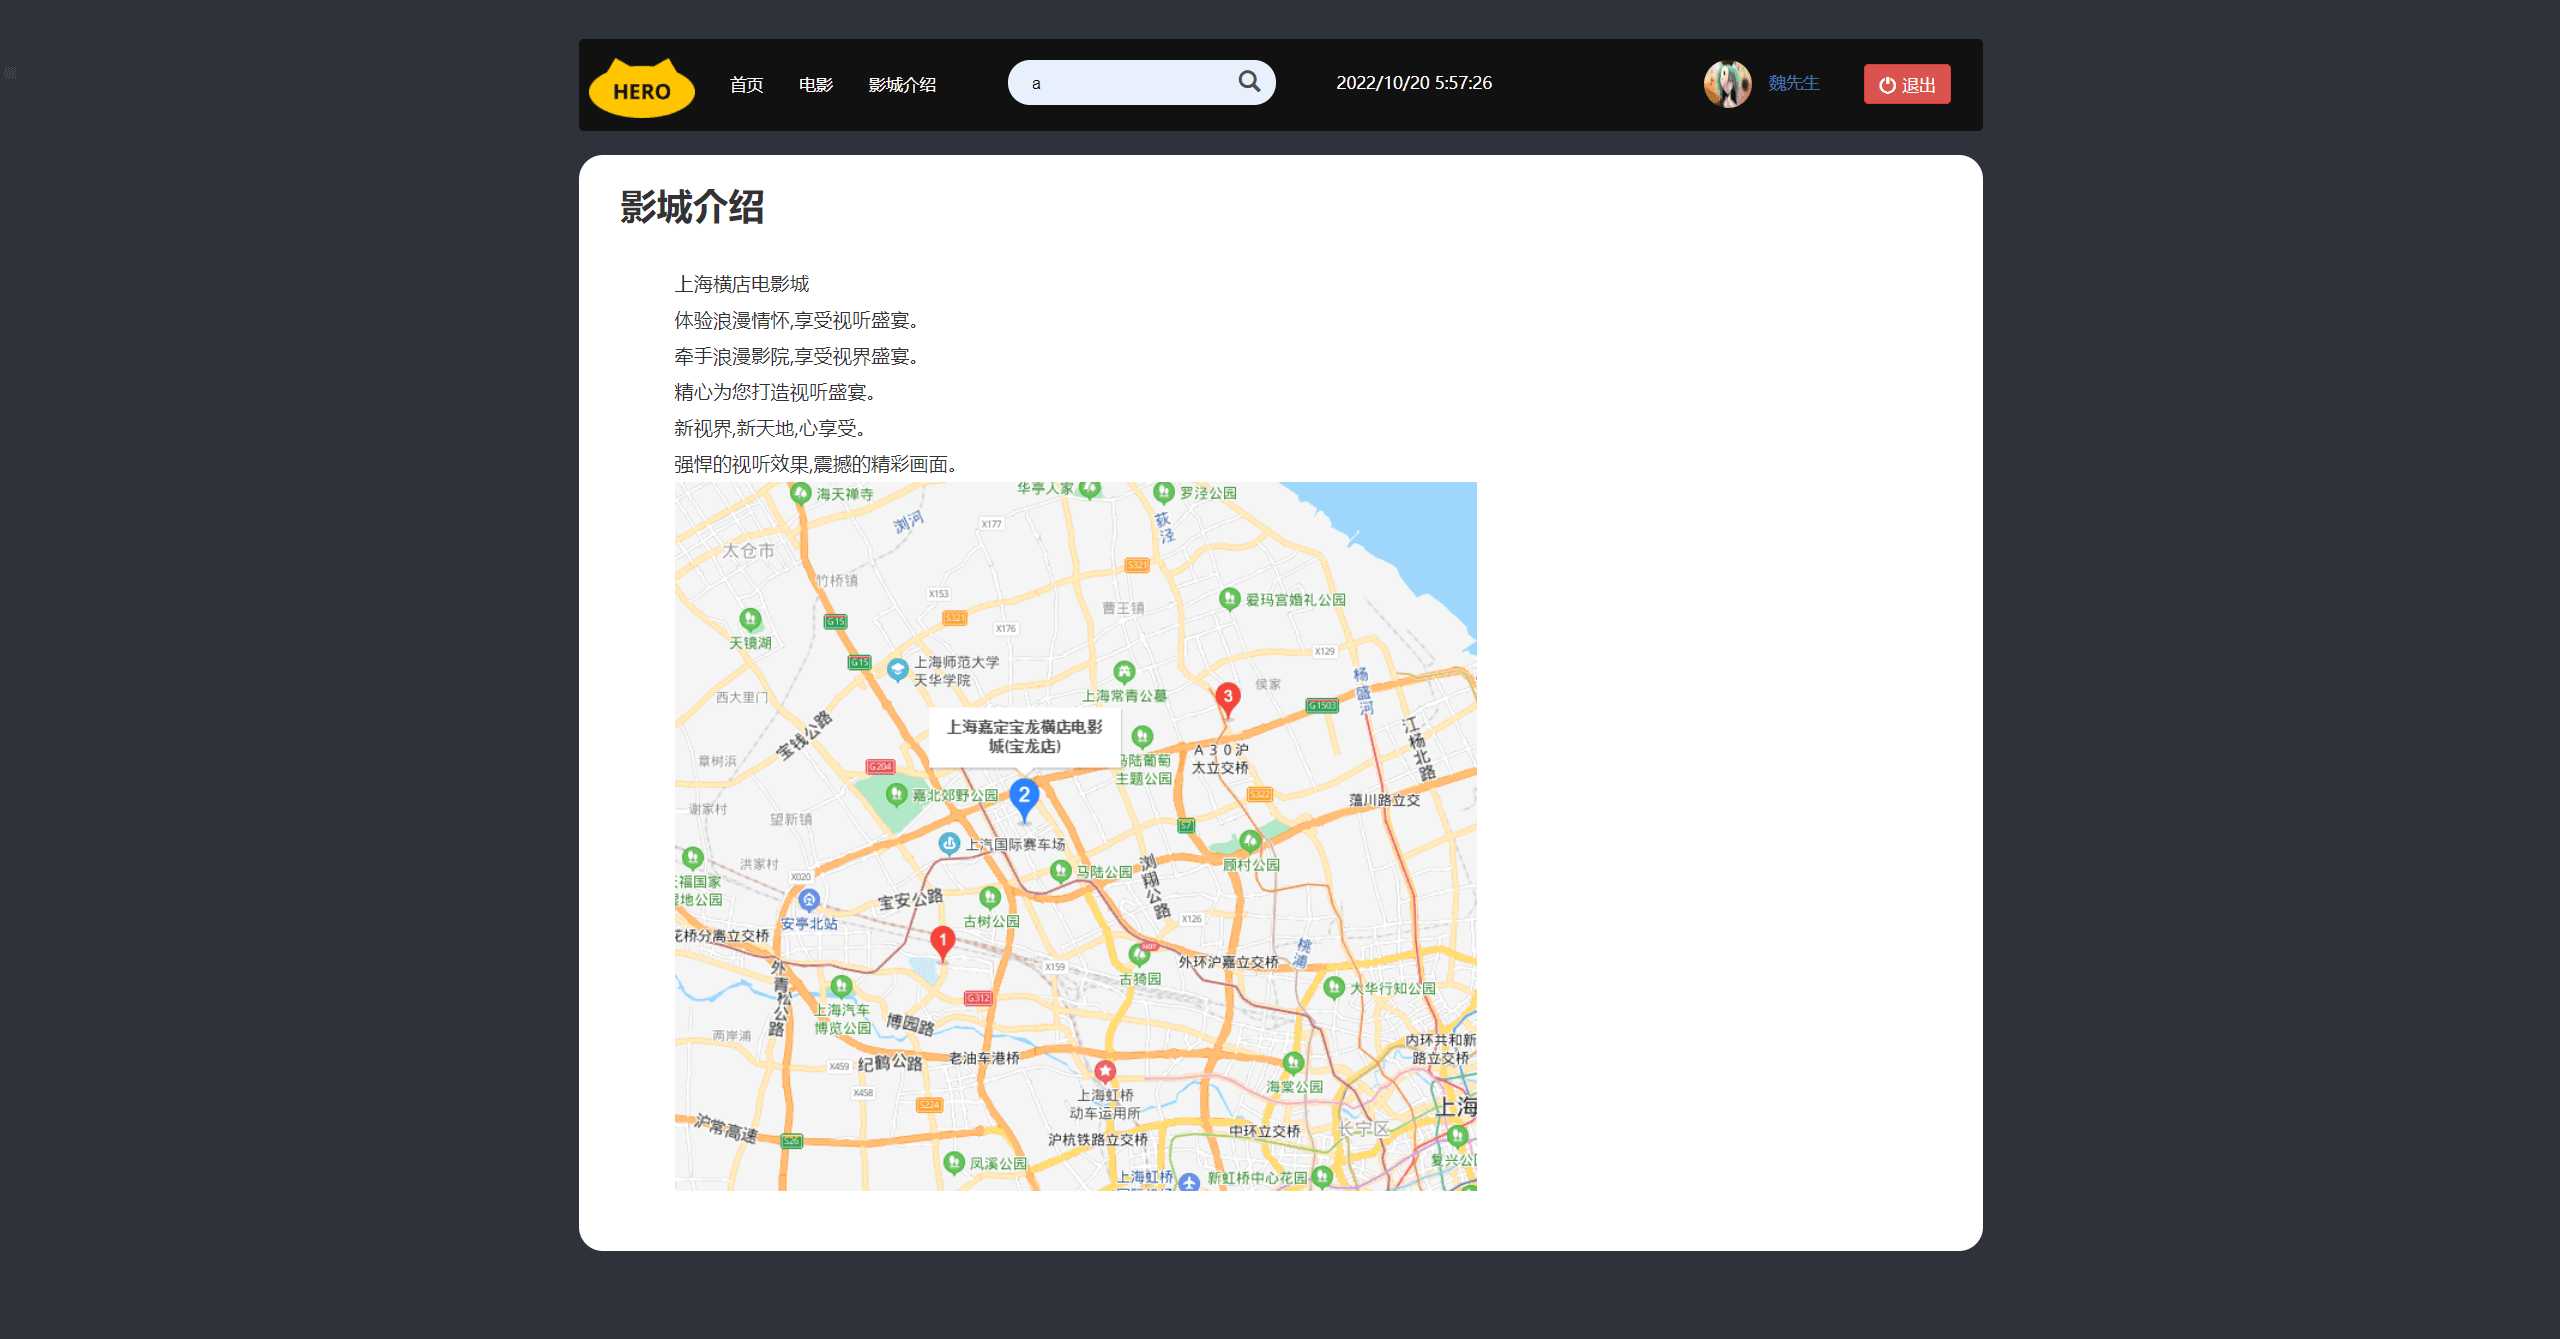 HERO
首页 电影 影城介绍
a
2022/10/20 5:57:26
魏先生
退出
影城介绍
上海横店电影城
体验浪漫情怀,享受视听盛宴。
牵手浪漫影院,享受视界盛宴。
精心为您打造视听盛宴。
新视界,新天地,心享受。
强悍的视听效果,震撼的精彩画面。
海天禅寺
华亭人家
罗泾公园
浏河
X177
荻泾
太仓市
S321
竹桥镇
X153
曹王镇
爱玛宫婚礼公园
G15
S321
X176
天镜湖
X129
G15
上海师范大学
天华学院
上海常青公墓
侯家
杨盛河
西大里门
3
G1503
宝钱公路
上海嘉定宝龙横店电影
城(宝龙店)
江杨北路
A30沪
太立交桥
马陆葡萄
主题公园
章树浜
G204
2
嘉北郊野公园
S322
蕰川路立交
谢家村
望新镇
S7
上汽国际赛车场
顾村公园
洪家村
马陆公园
浏翔公路
X020
福国家
地公园
宝安公路
安亭北站
古树公园
X126
花桥分离立交桥
1
桃浦
外环沪嘉立交桥
X159
古猗园
外青松公路
大华行知公园
G312
上海汽车
博览公园
博园路
两岸浦
内环共和新
路立交桥
老油车港桥
X459
纪鹤公路
海棠公园
X458
上海虹桥
动车运用所
S224
上海
沪常高速
中环立交桥
长宁区
沪杭铁路立交桥
S26
凤溪公园
复兴公
上海虹桥
新虹桥中心花园